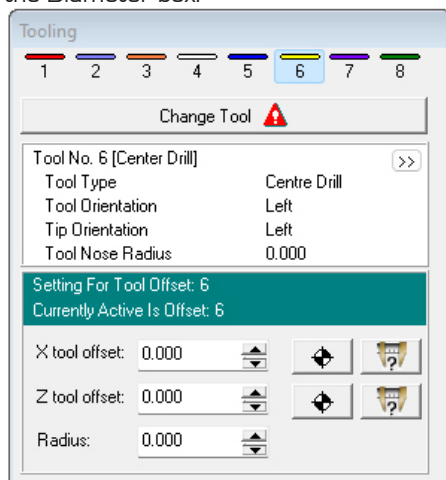 the Diameter box.
Tooling
1 2 3 4 5 6 7 8
Change Tool
Tool No. 6 [Center Drill] >>
Tool Type Centre Drill
Tool Orientation Left
Tip Orientation Left
Tool Nose Radius 0.000
Setting For Tool Offset: 6
Currently Active Is Offset: 6
X tool offset: 0.000 ?
Z tool offset: 0.000 ?
Radius: 0.000